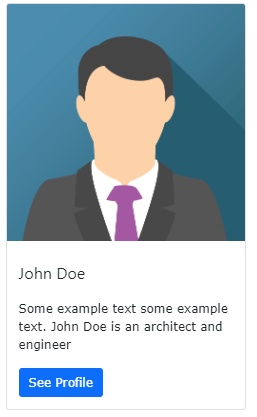 John Doe
Some example text some example
text. John Doe is an architect and
engineer
See Profile